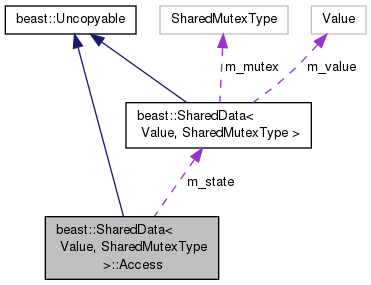 beast::Uncopyable
SharedMutexType
Value
m_mutex
m_value
beast::SharedData<
Value, SharedMutexType >
m_state
beast::SharedData<
Value, SharedMutexType
>::Access